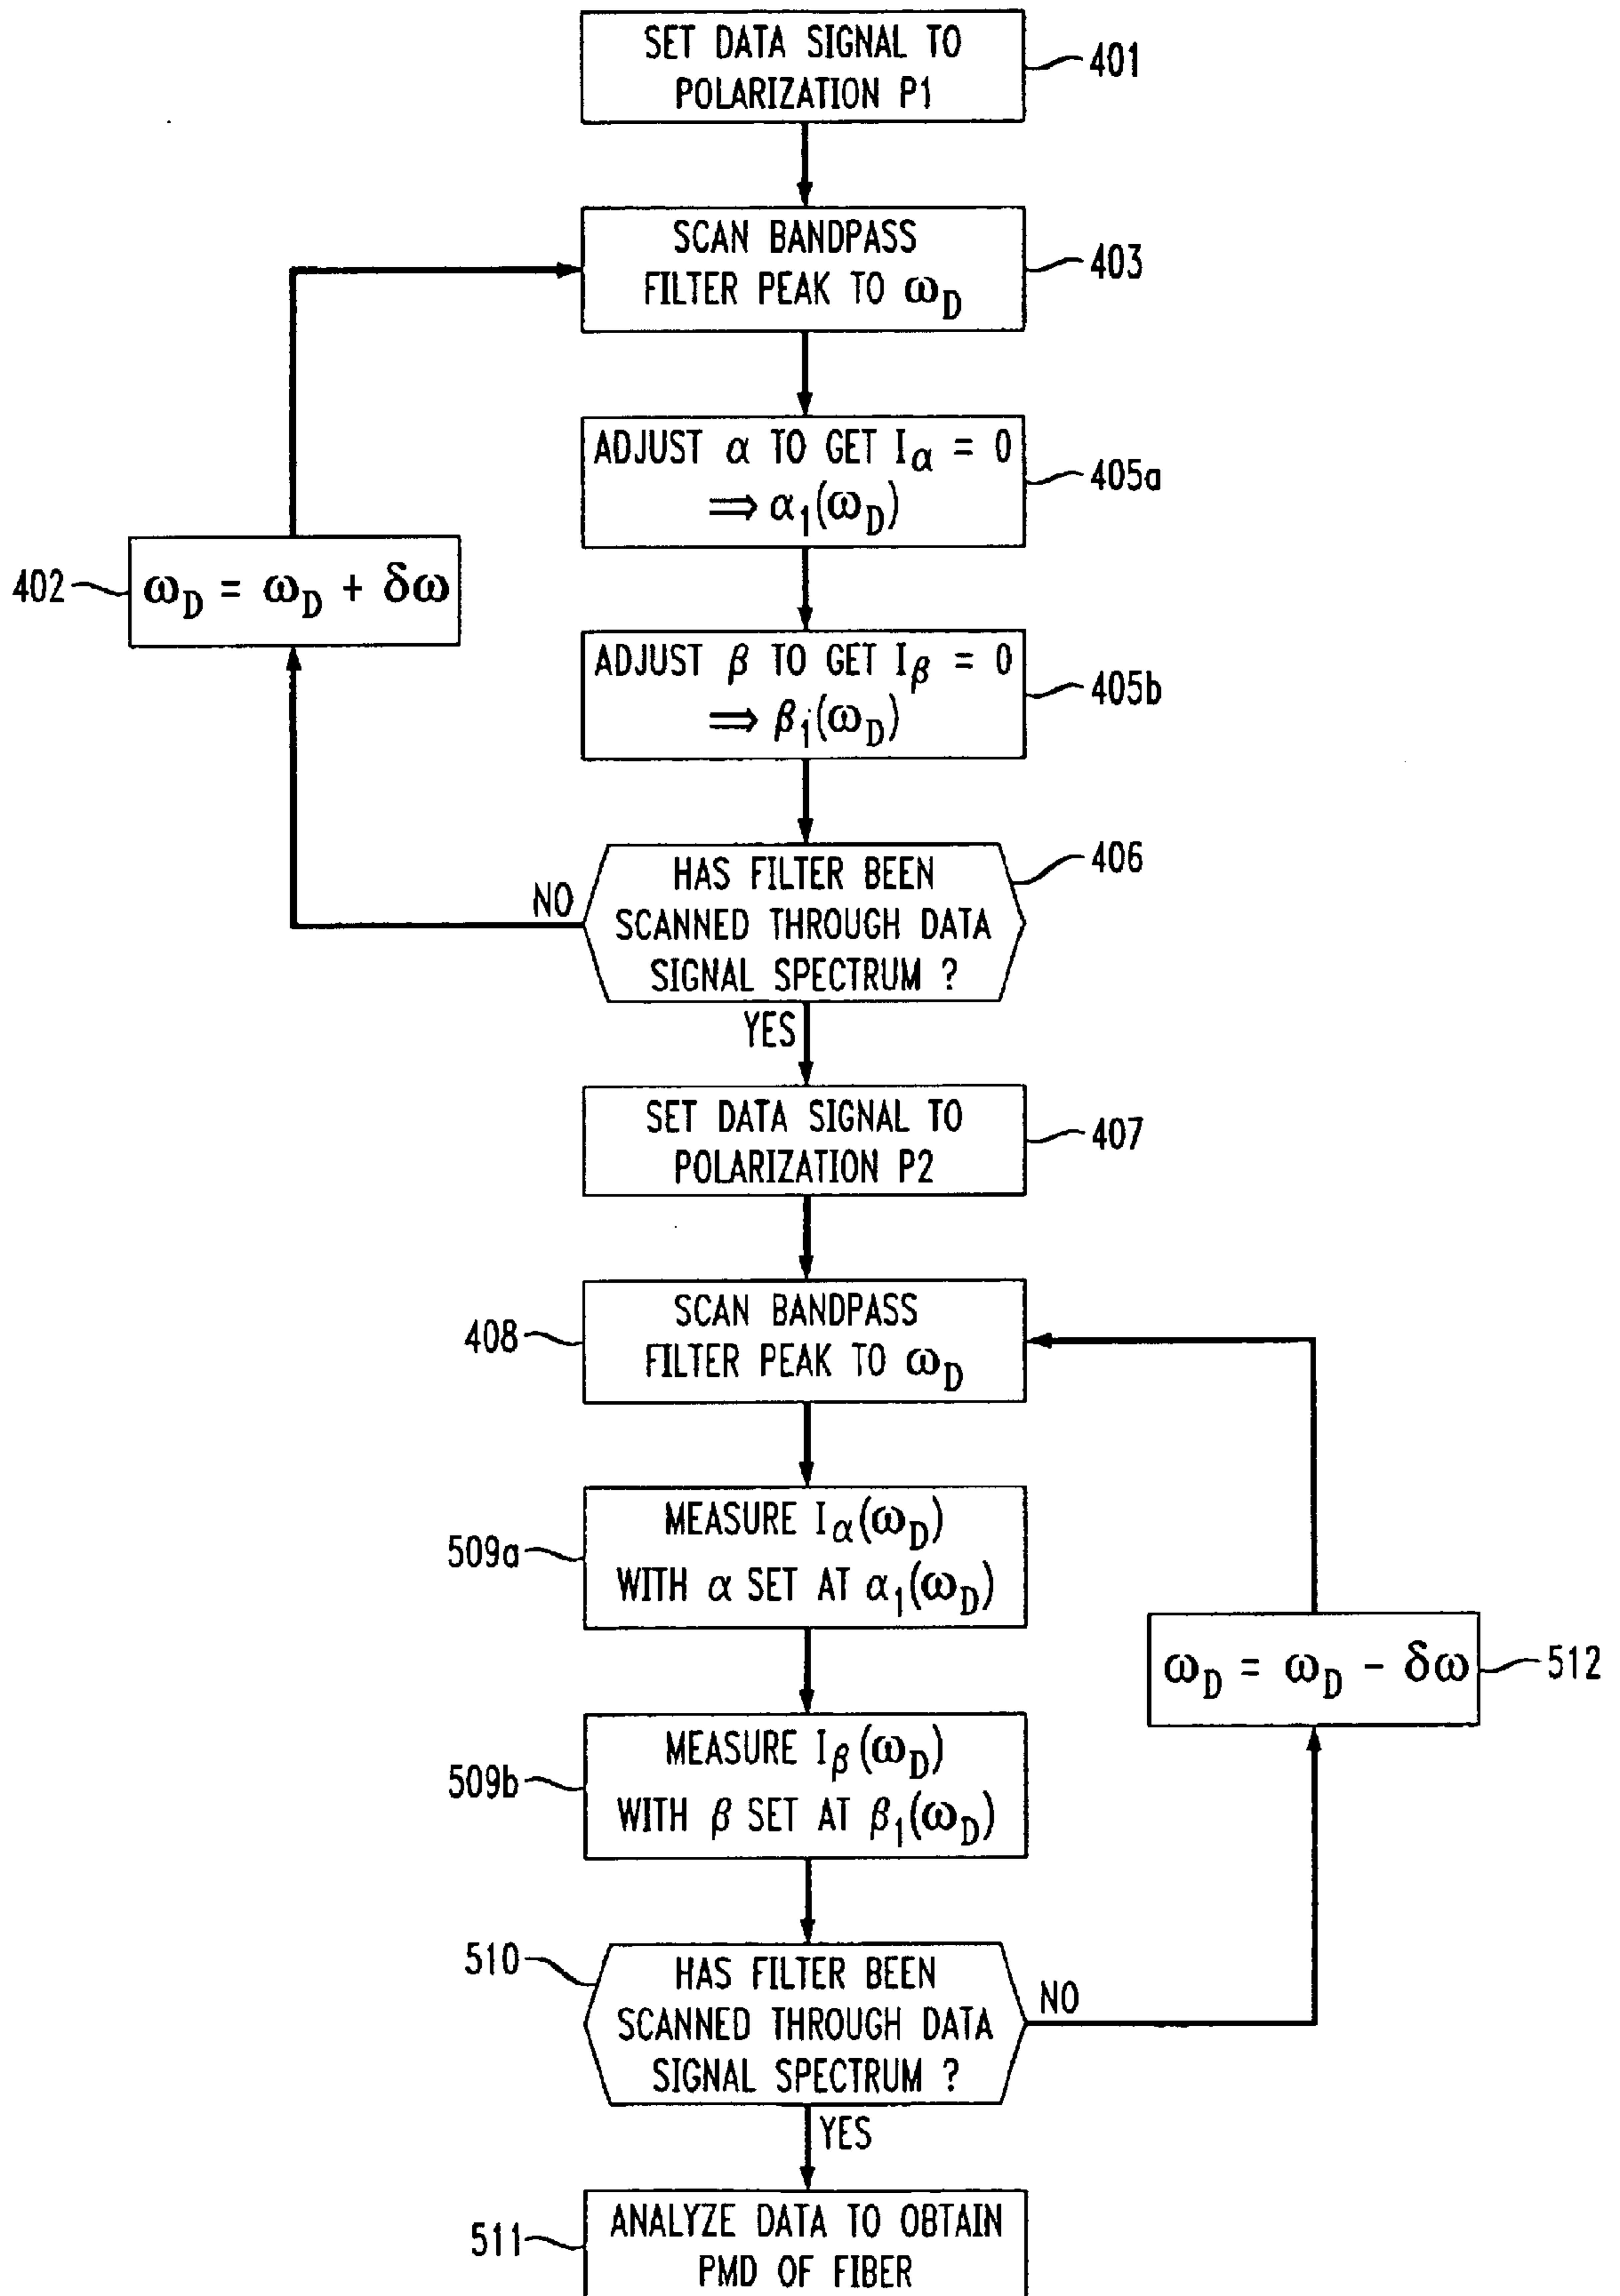 SET DATA SIGNAL TO
POLARIZATION P1
401
SCAN BANDPASS
FILTER PEAK TO ωD
403
ADJUST α TO GET Iα = 0
⇒ α1(ωD)
405a
402
ωD = ωD + δω
ADJUST β TO GET Iβ = 0
⇒ β1(ωD)
405b
HAS FILTER BEEN
SCANNED THROUGH DATA
SIGNAL SPECTRUM ?
406
NO
YES
SET DATA SIGNAL TO
POLARIZATION P2
407
SCAN BANDPASS
FILTER PEAK TO ωD
408
MEASURE Iα(ωD)
WITH α SET AT α1(ωD)
509a
ωD = ωD - δω
512
MEASURE Iβ(ωD)
WITH β SET AT β1(ωD)
509b
510
HAS FILTER BEEN
SCANNED THROUGH DATA
SIGNAL SPECTRUM ?
NO
YES
511
ANALYZE DATA TO OBTAIN
PMD OF FIBER